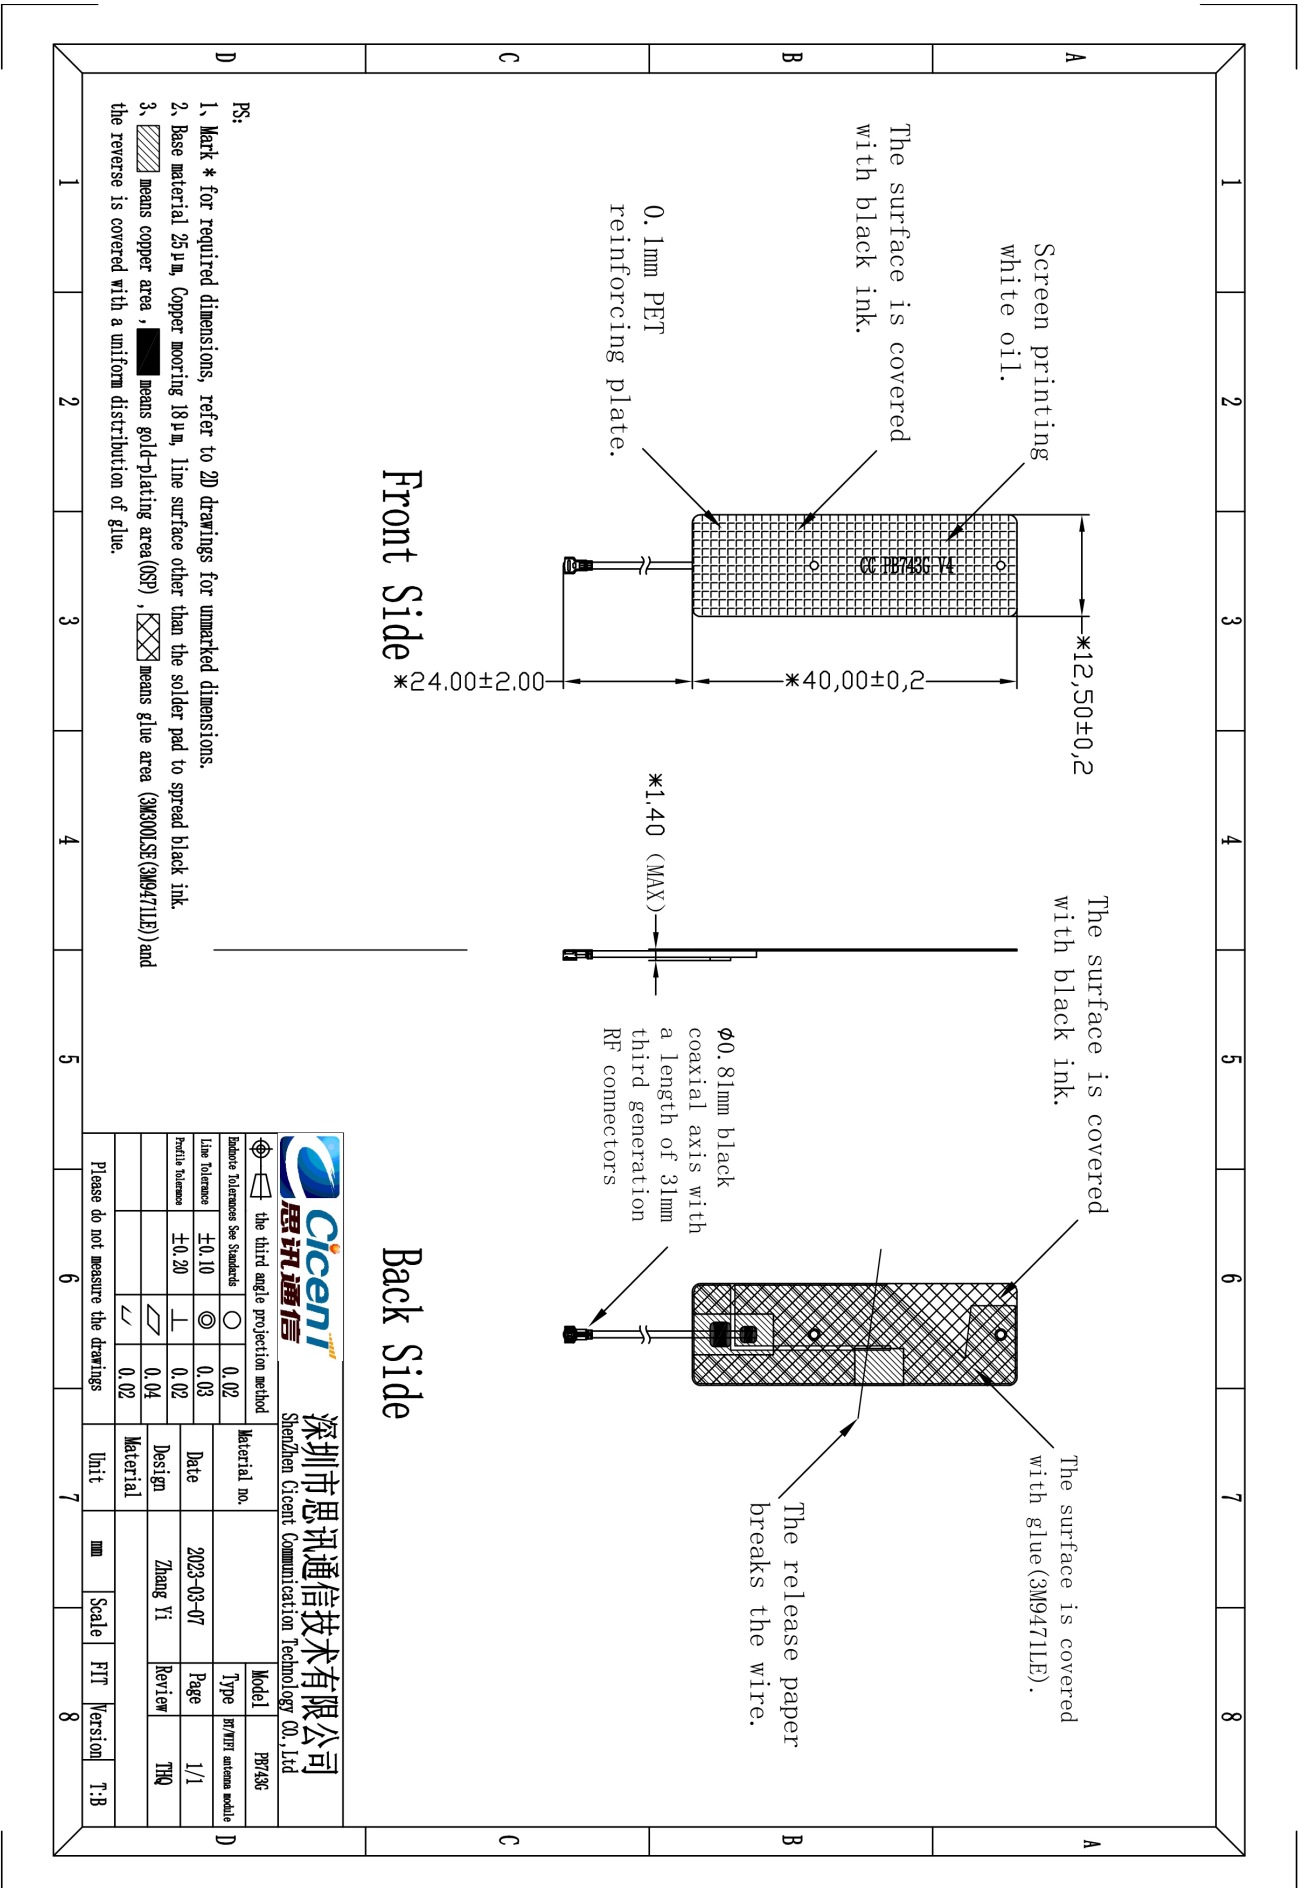 1
2
3
4
5
6
7
8
A
B
C
D
A
B
C
D
1
2
3
4
5
6
7
8
Screen printing
white oil.
The surface is covered
with black ink.
0.1mm PET
reinforcing plate.
CC PB743G V4
*12,50±0,2
*40,00±0,2
*24.00±2.00
Front Side
*1.40 (MAX)
The surface is covered
with black ink.
The surface is covered
with glue(3M9471LE).
The release paper
breaks the wire.
Φ0.81mm black
coaxial axis with
a length of 31mm
third generation
RF connectors
Back Side
PS:
1、Mark * for required dimensions, refer to 2D drawings for unmarked dimensions.
2、Base material 25μm, Copper mooring 18μm, line surface other than the solder pad to spread black ink.
3、 means copper area , means gold-plating area(OSP) , means glue area (3M300LSE(3M9471LE))and
the reverse is covered with a uniform distribution of glue.
Cicent
思讯通信
深圳市思讯通信技术有限公司
ShenZhen Cicent Communication Technology CO.,Ltd
the third angle projection method
Material no.
Model PB743G
Endnote Tolerances See Standards ○ 0.02
Type BT/WIFI antenna module
Line Tolerance ±0.10 ◎ 0.03
Date 2023-03-07 Page 1/1
Profile Tolerance ±0.20 ⊥ 0.02
Design Zhang Yi Review THQ
▱ 0.04
Material
0.02
Please do not measure the drawings
Unit mm Scale FIT Version T:B